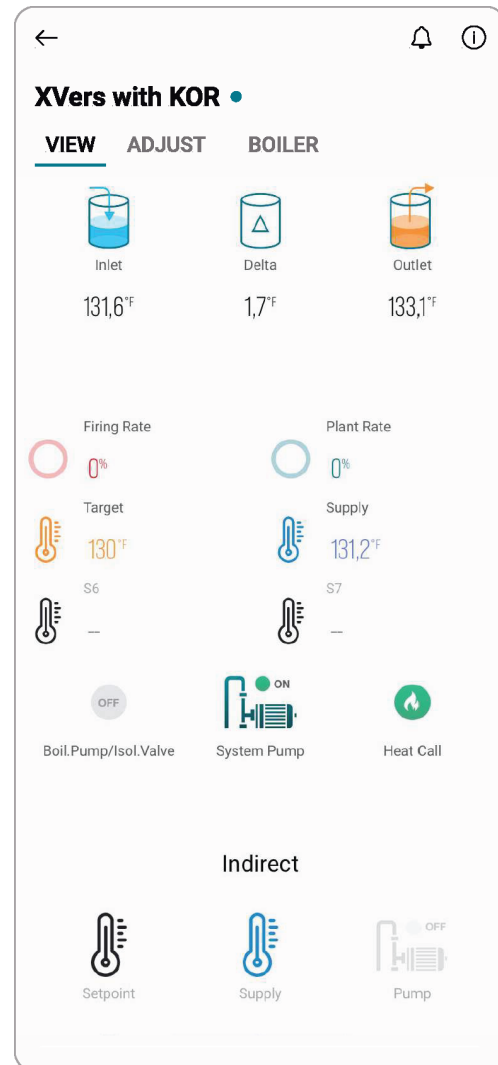 XVers with KOR
VIEW ADJUST BOILER
Inlet Delta Outlet
131,6°F 1,7°F 133,1°F
Firing Rate Plant Rate
0% 0%
Target Supply
130°F 131,2°F
S6 S7
– –
OFF ON
Boil.Pump/Isol.Valve System Pump Heat Call
Indirect
OFF
Setpoint Supply Pump